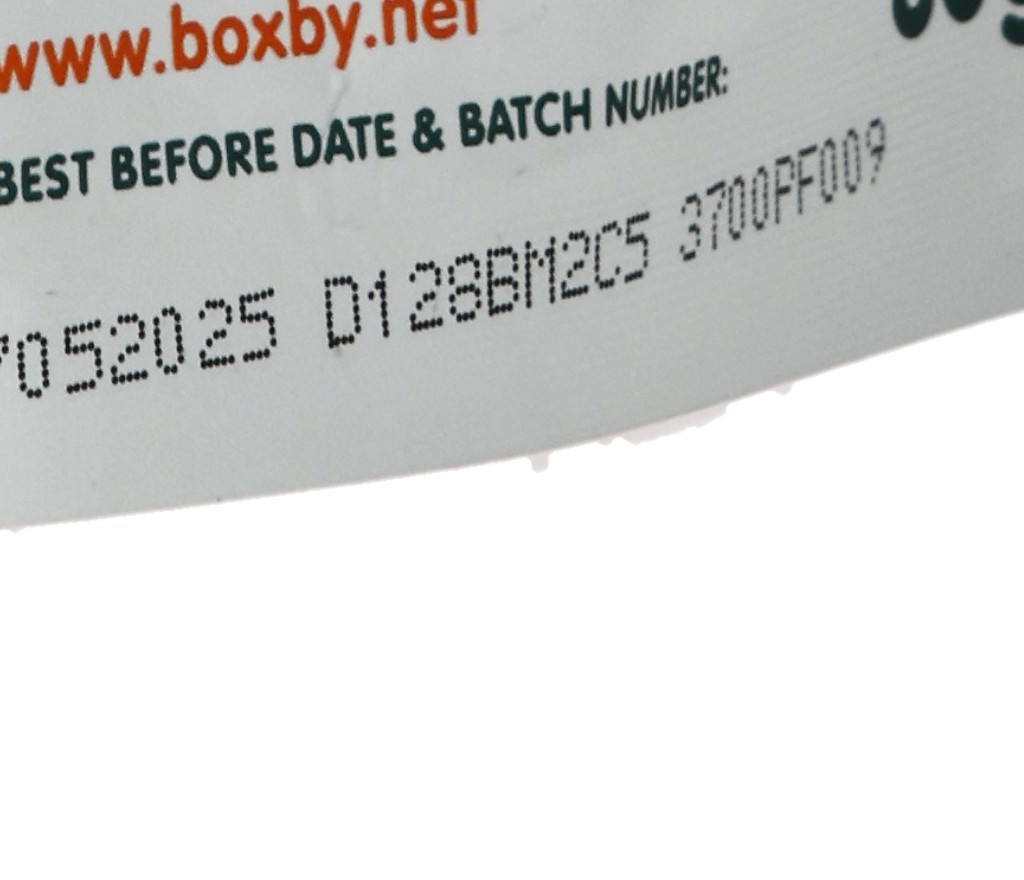 www.boxby.net
BEST BEFORE DATE & BATCH NUMBER:
052025 D128BM2C5 3700PF009